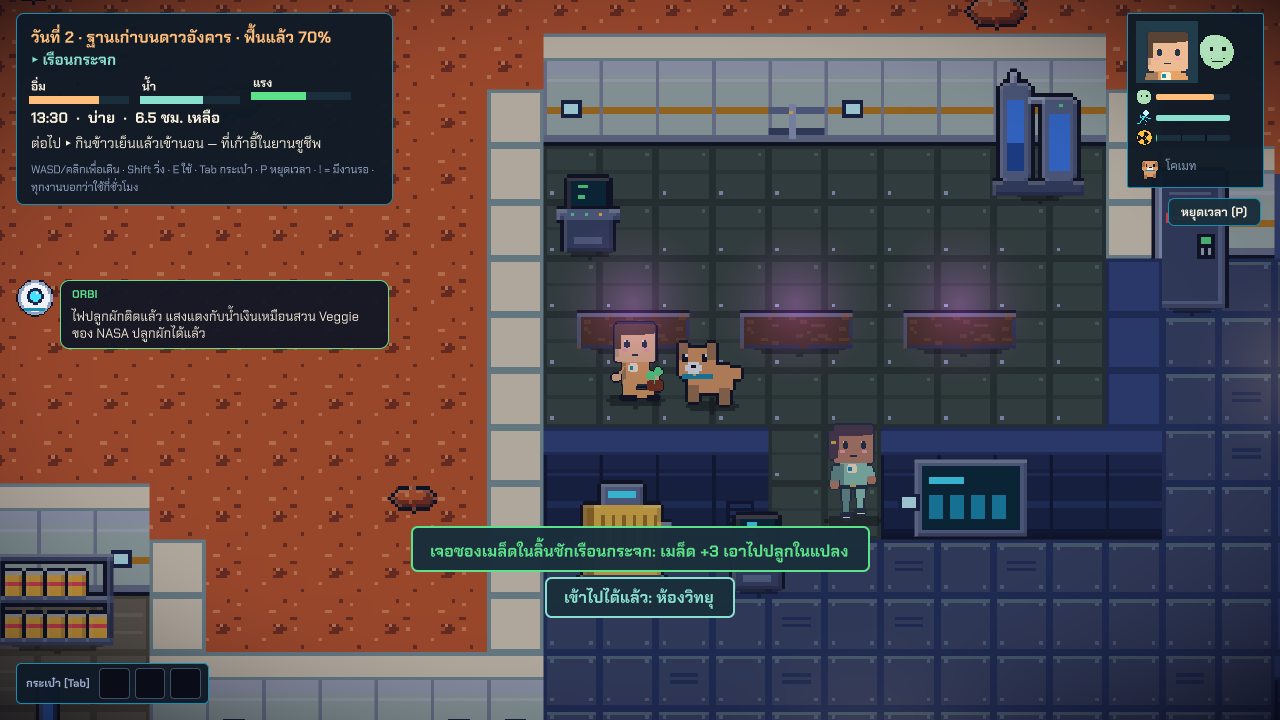 วันที่ 2 · ฐานเก่าบนดาวอังคาร · ฟื้นแล้ว 70%
▸ เรือนกระจก
อิ่ม น้ำ แรง
13:30 · บ่าย · 6.5 ชม. เหลือ
ต่อไป ▸ กินข้าวเย็นแล้วเข้านอน — ที่เก้าอี้ในยานชูชีพ
WASD/คลิกเพื่อเดิน · Shift วิ่ง · E ใช้ · Tab กระเป๋า · P หยุดเวลา · ! = มีงานรอ ·
ทุกงานบอกว่าใช้กี่ชั่วโมง
โคเมท
หยุดเวลา (P)
ORBI
ไฟปลูกผักติดแล้ว แสงแดงกับน้ำเงินเหมือนสวน Veggie
ของ NASA ปลูกผักได้แล้ว
เจอซองเมล็ดในลิ้นชักเรือนกระจก: เมล็ด +3 เอาไปปลูกในแปลง
เข้าไปได้แล้ว: ห้องวิทยุ
กระเป๋า [Tab]